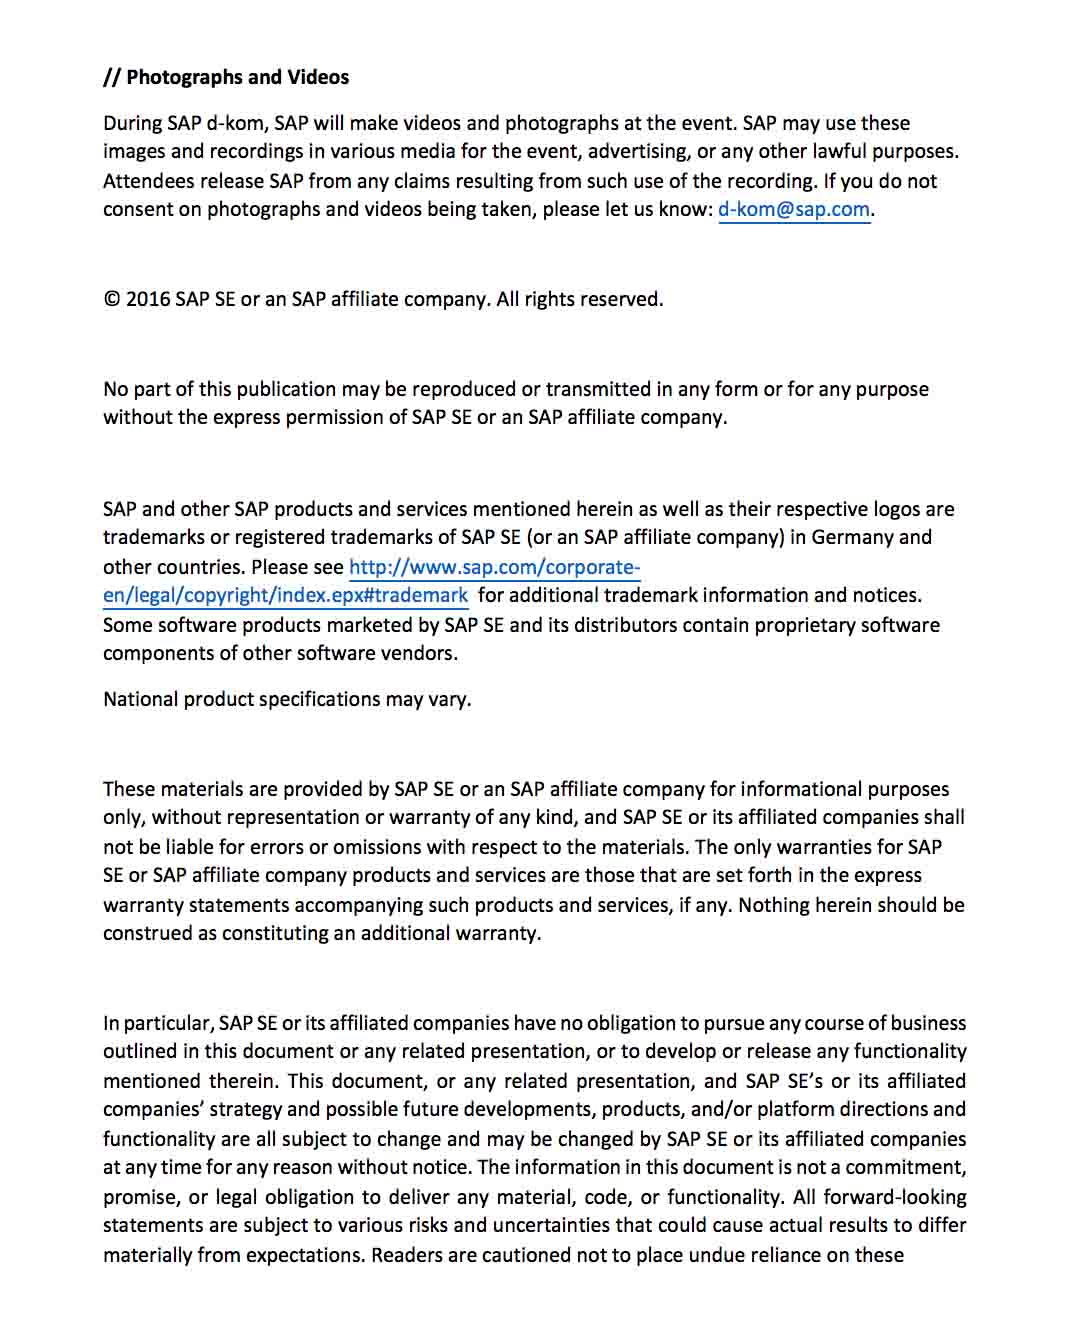 // Photographs and Videos
During SAP d-kom, SAP will make videos and photographs at the event. SAP may use these
images and recordings in various media for the event, advertising, or any other lawful purposes.
Attendees release SAP from any claims resulting from such use of the recording. If you do not
consent on photographs and videos being taken, please let us know: d-kom@sap.com.
© 2016 SAP SE or an SAP affiliate company. All rights reserved.
No part of this publication may be reproduced or transmitted in any form or for any purpose
without the express permission of SAP SE or an SAP affiliate company.
SAP and other SAP products and services mentioned herein as well as their respective logos are
trademarks or registered trademarks of SAP SE (or an SAP affiliate company) in Germany and
other countries. Please see http://www.sap.com/corporate-
en/legal/copyright/index.epx#trademark for additional trademark information and notices.
Some software products marketed by SAP SE and its distributors contain proprietary software
components of other software vendors.
National product specifications may vary.
These materials are provided by SAP SE or an SAP affiliate company for informational purposes
only, without representation or warranty of any kind, and SAP SE or its affiliated companies shall
not be liable for errors or omissions with respect to the materials. The only warranties for SAP
SE or SAP affiliate company products and services are those that are set forth in the express
warranty statements accompanying such products and services, if any. Nothing herein should be
construed as constituting an additional warranty.
In particular, SAP SE or its affiliated companies have no obligation to pursue any course of business
outlined in this document or any related presentation, or to develop or release any functionality
mentioned therein. This document, or any related presentation, and SAP SE’s or its affiliated
companies’ strategy and possible future developments, products, and/or platform directions and
functionality are all subject to change and may be changed by SAP SE or its affiliated companies
at any time for any reason without notice. The information in this document is not a commitment,
promise, or legal obligation to deliver any material, code, or functionality. All forward-looking
statements are subject to various risks and uncertainties that could cause actual results to differ
materially from expectations. Readers are cautioned not to place undue reliance on these